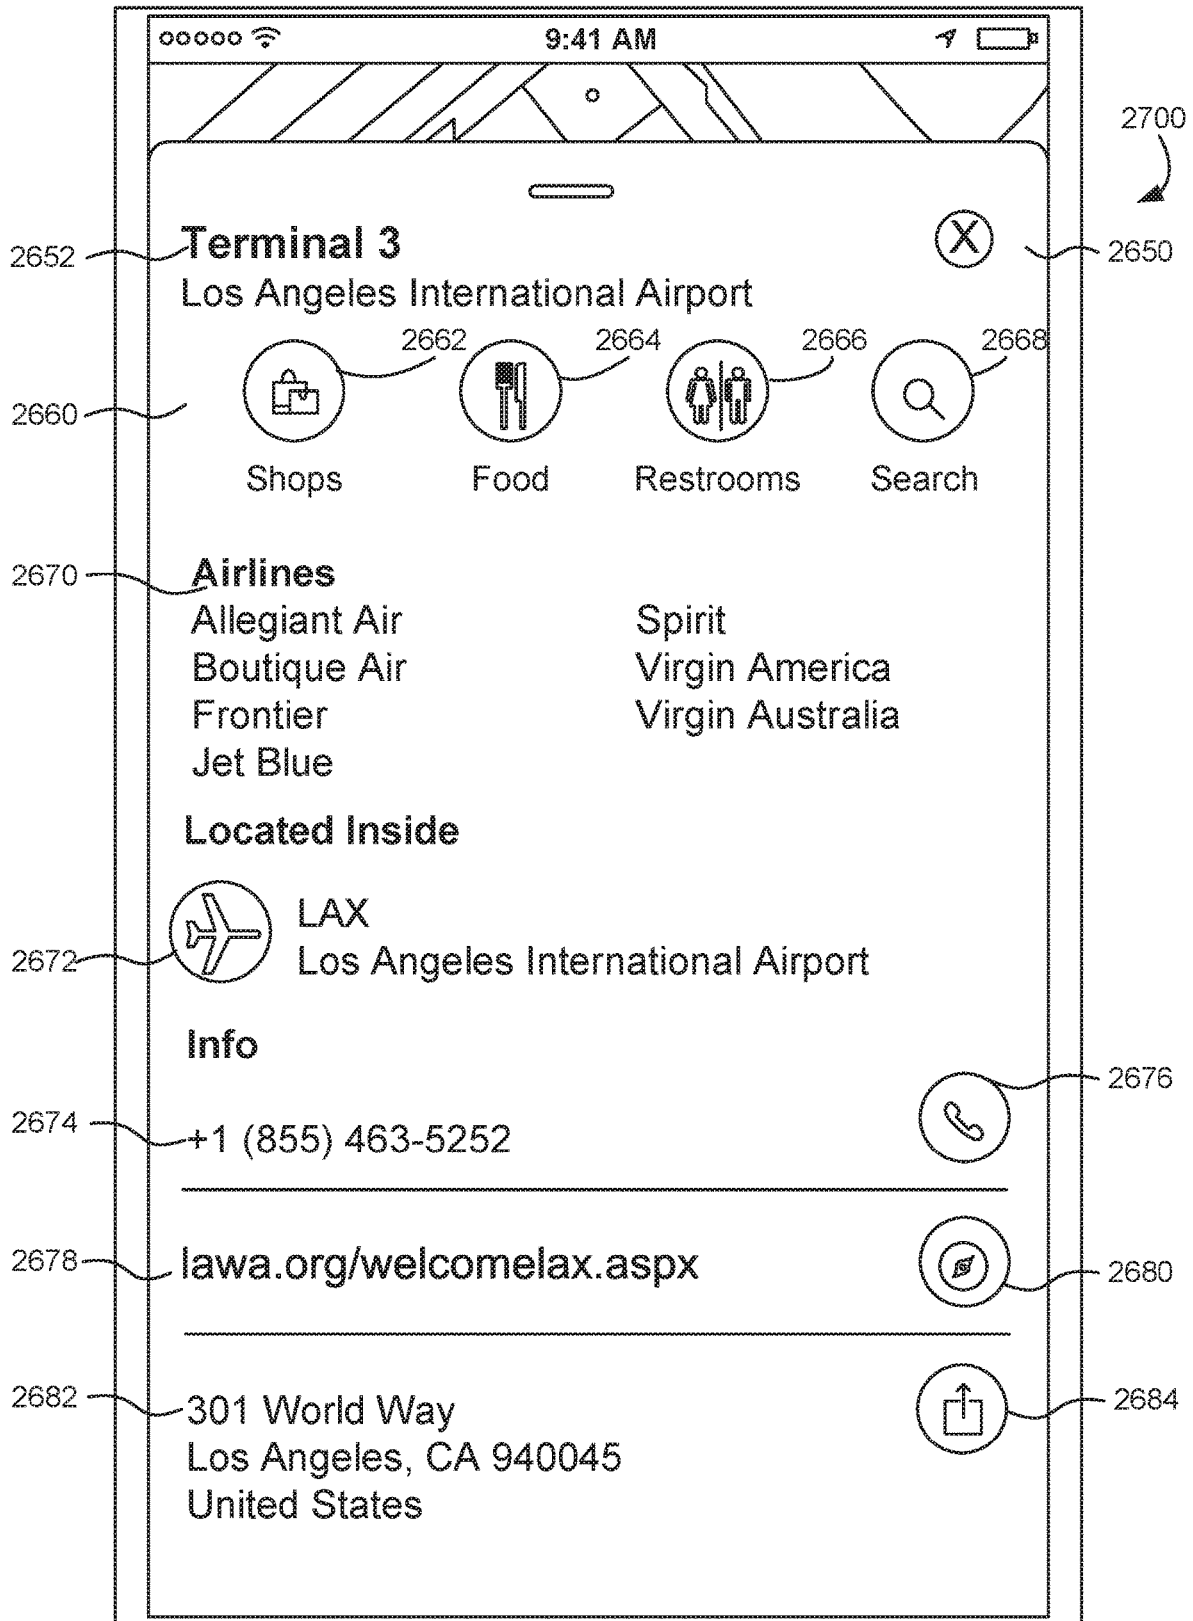 9:41 AM
2700
2652
Terminal 3
X
2650
Los Angeles International Airport
2662
2664
2666
2668
2660
Shops
Food
Restrooms
Search
2670
Airlines
Allegiant Air
Spirit
Boutique Air
Virgin America
Frontier
Virgin Australia
Jet Blue
Located Inside
LAX
2672
Los Angeles International Airport
Info
2676
2674
+1 (855) 463-5252
2678
lawa.org/welcomelax.aspx
2680
2682
301 World Way
2684
Los Angeles, CA 940045
United States